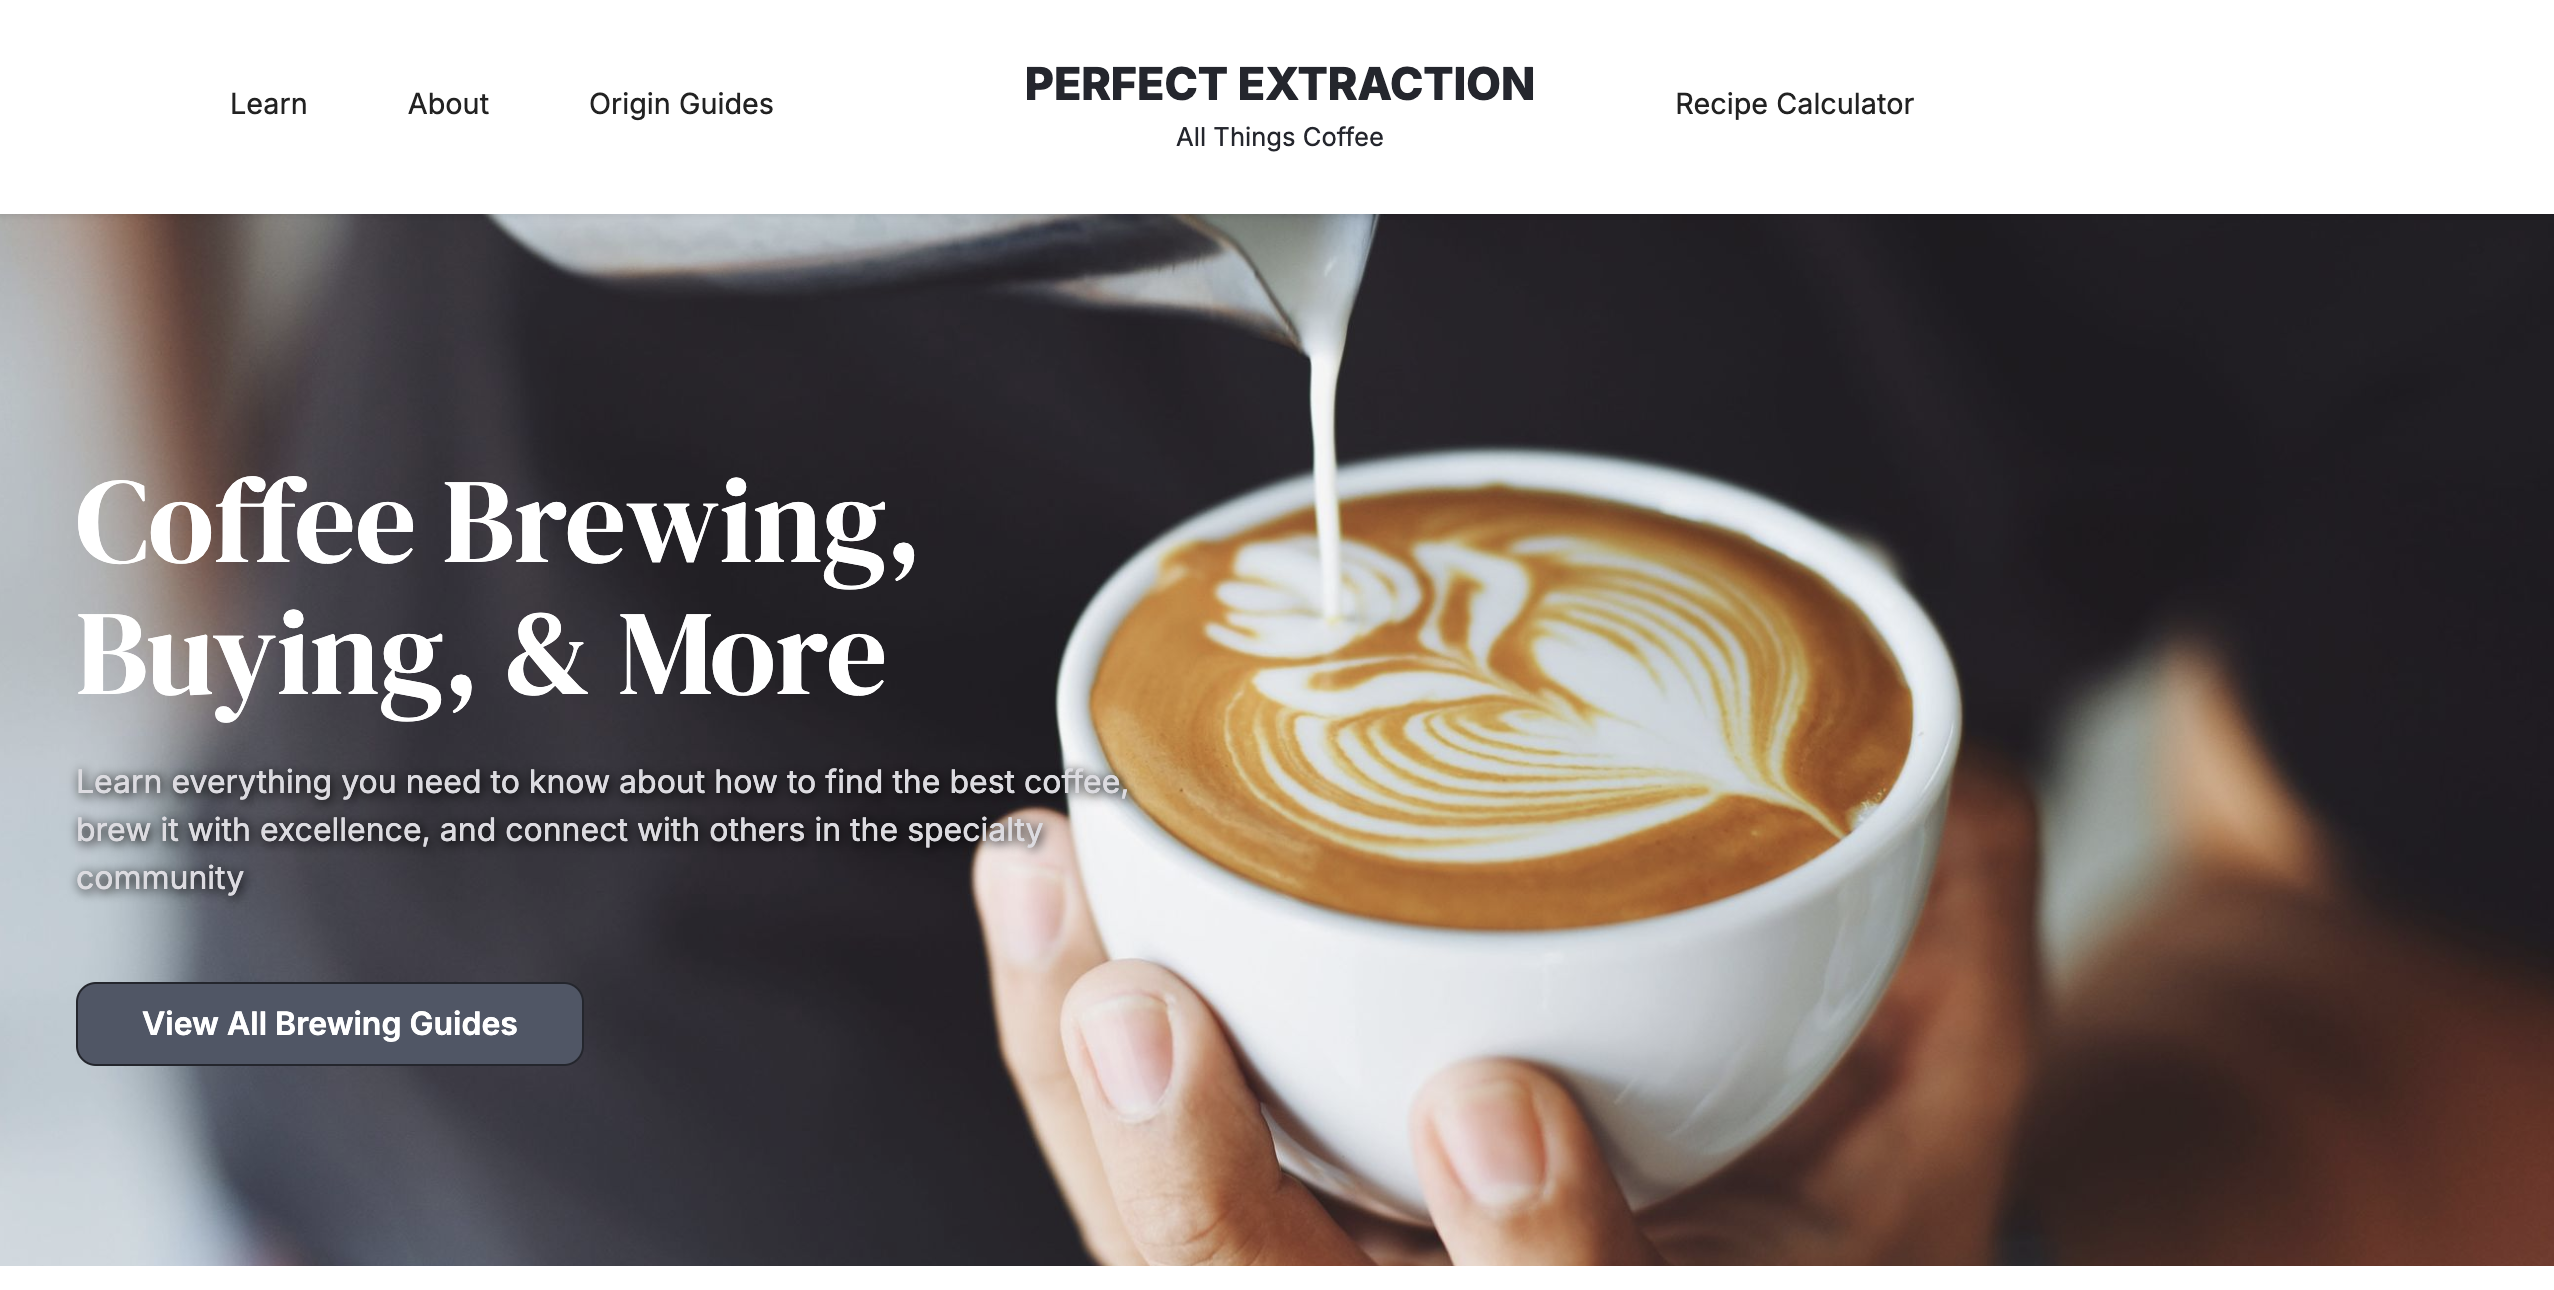 Learn
About
Origin Guides
PERFECT EXTRACTION
All Things Coffee
Recipe Calculator
Coffee Brewing,
Buying, & More
Learn everything you need to know about how to find the best coffee,
brew it with excellence, and connect with others in the specialty
community
View All Brewing Guides